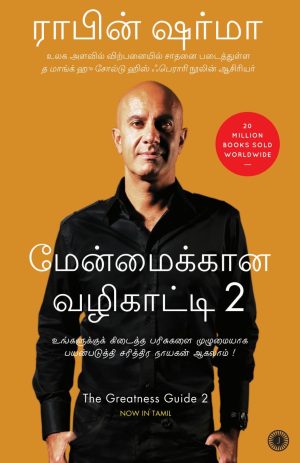 ராபின் ஷர்மா
உலக அளவில் விற்பனையில் சாதனை படைத்துள்ள
த மாங்க் ஹு சோல்டு ஹிஸ் ஃபெராரி நூலின் ஆசிரியர்
20
MILLION
BOOKS SOLD
WORLDWIDE
மேன்மைக்கான
வழிகாட்டி 2
உங்களுக்குக் கிடைத்த பரிசுகளை முழுமையாக
பயன்படுத்தி சரித்திர நாயகன் ஆகலாம் !
The Greatness Guide 2
NOW IN TAMIL
J